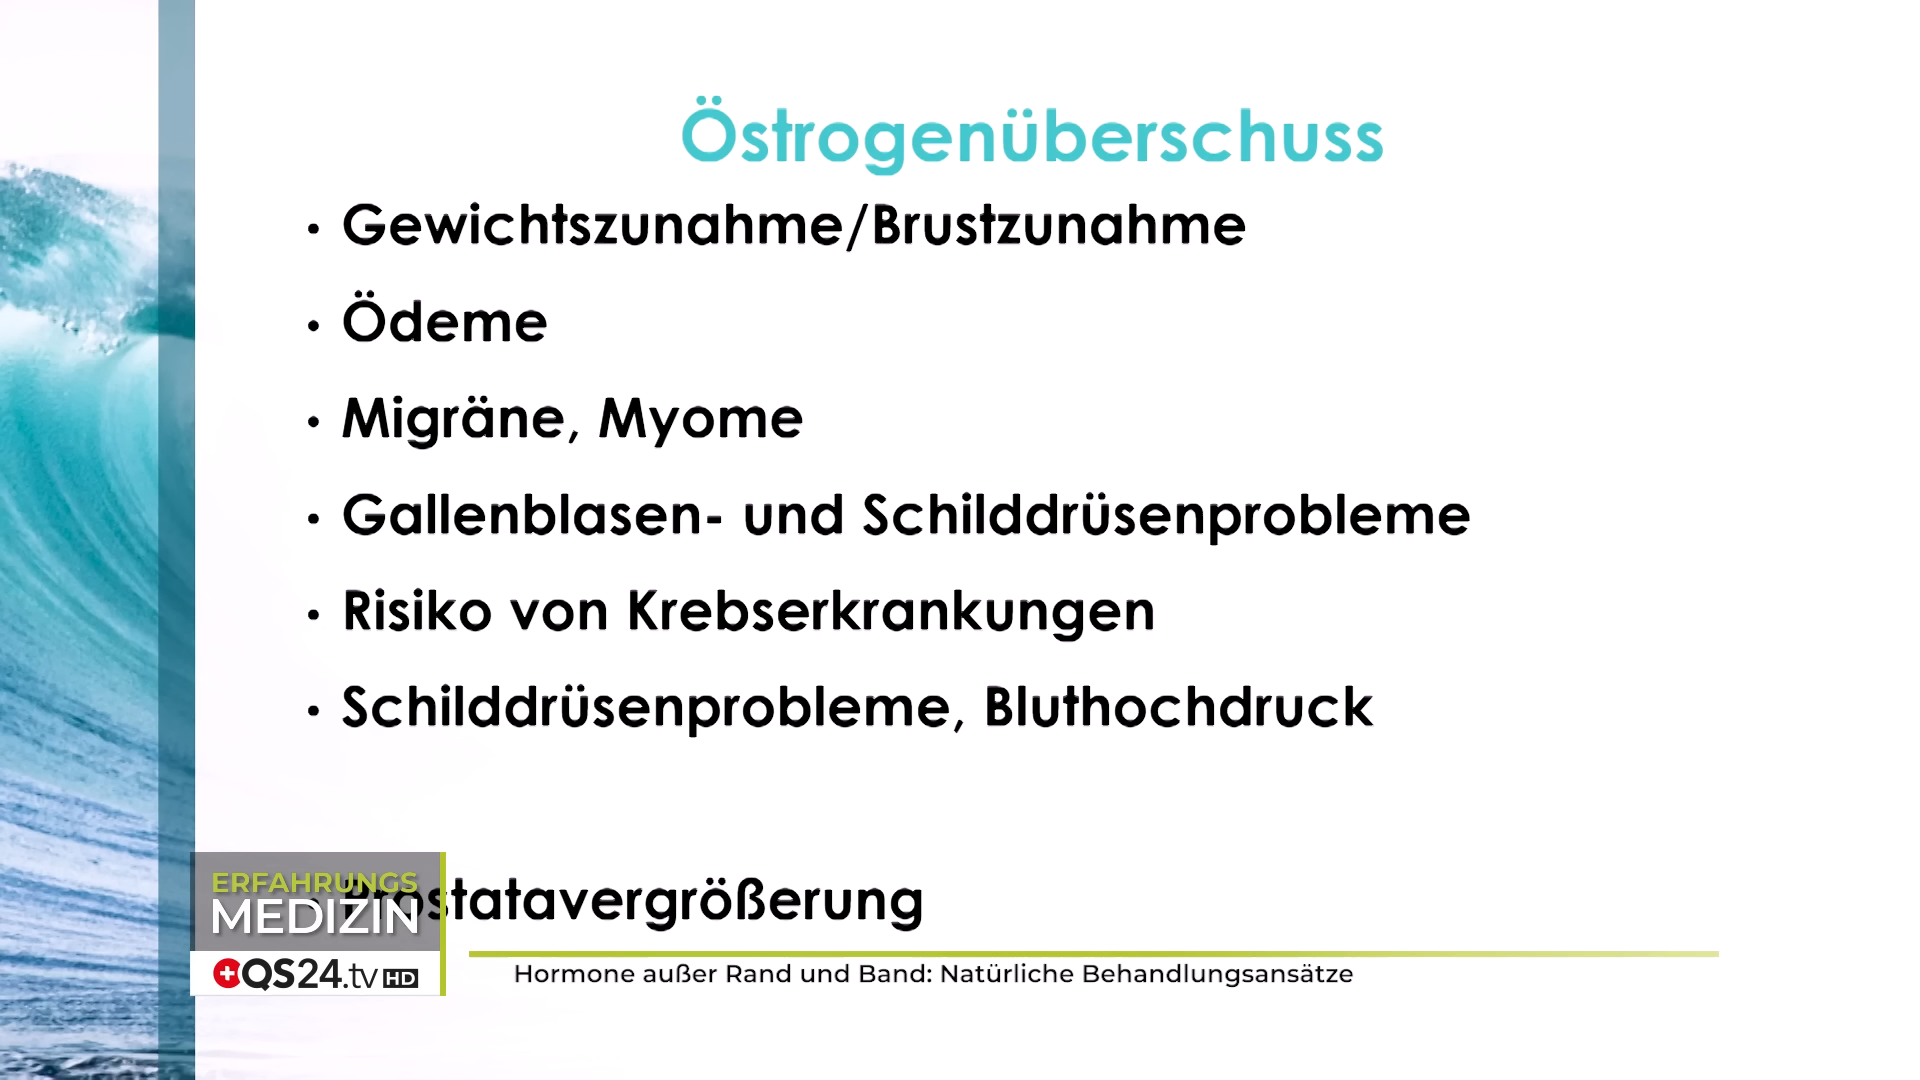 Östrogenüberschuss
• Gewichtszunahme/Brustzunahme
• Ödeme
• Migräne, Myome
• Gallenblasen- und Schilddrüsenprobleme
• Risiko von Krebserkrankungen
• Schilddrüsenprobleme, Bluthochdruck
• Prostatavergrößerung
ERFAHRUNGS
MEDIZIN
QS24.tv HD
Hormone außer Rand und Band: Natürliche Behandlungsansätze